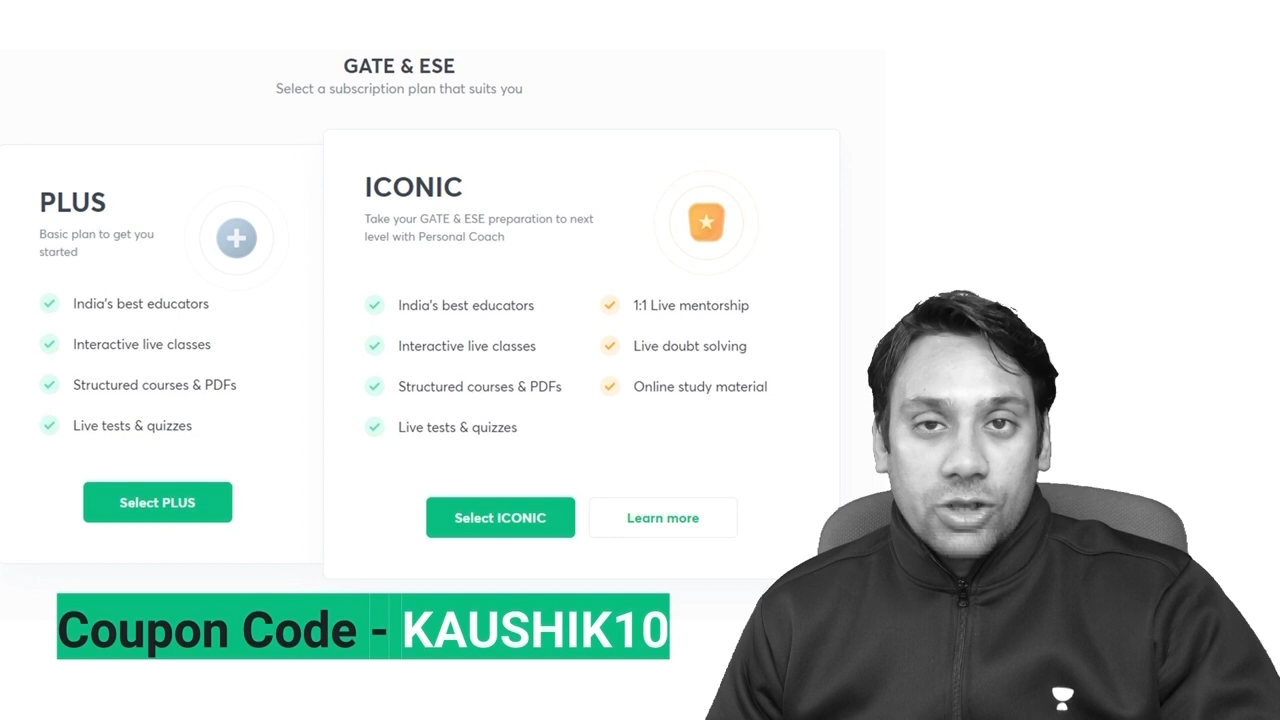 GATE & ESE
Select a subscription plan that suits you
PLUS
Basic plan to get you
started
India's best educators
Interactive live classes
Structured courses & PDFs
Live tests & quizzes
Select PLUS
ICONIC
Take your GATE & ESE preparation to next
level with Personal Coach
India's best educators
Interactive live classes
Structured courses & PDFs
Live tests & quizzes
1:1 Live mentorship
Live doubt solving
Online study material
Select ICONIC
Learn more
Coupon Code - KAUSHIK10